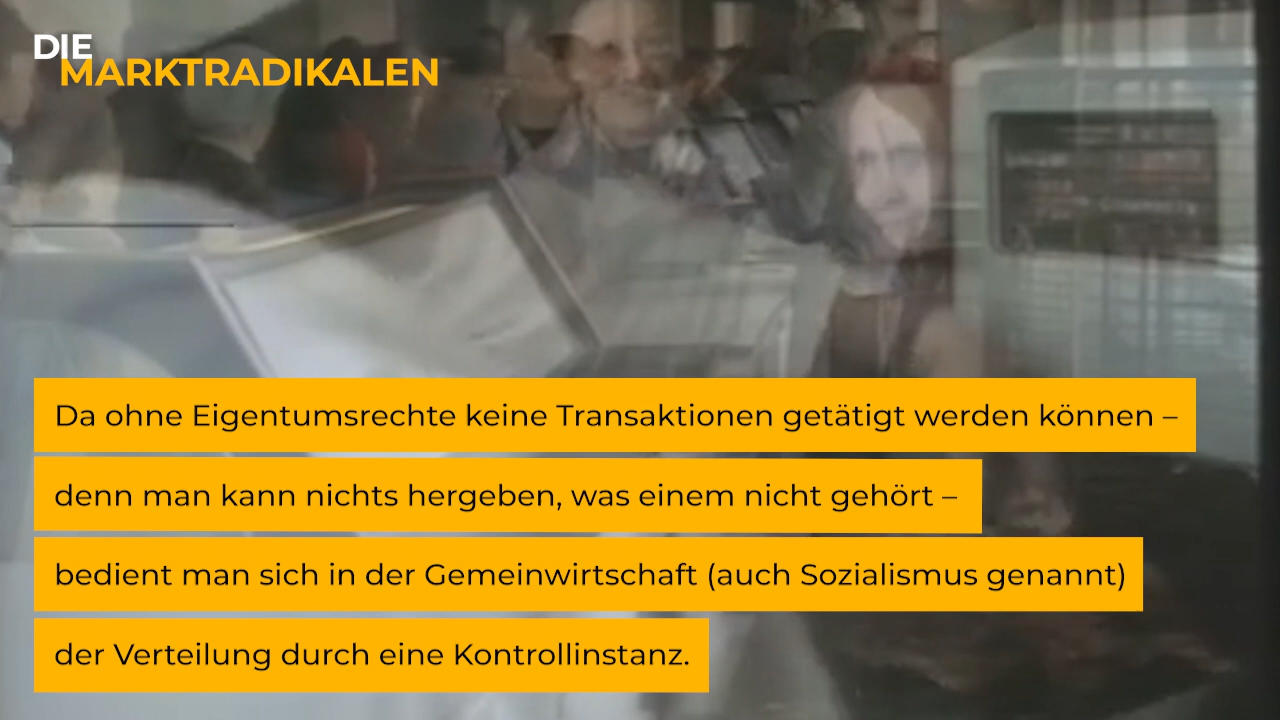 DIE
MARKTRADIKALEN
Da ohne Eigentumsrechte keine Transaktionen getätigt werden können –
denn man kann nichts hergeben, was einem nicht gehört –
bedient man sich in der Gemeinwirtschaft (auch Sozialismus genannt)
der Verteilung durch eine Kontrollinstanz.